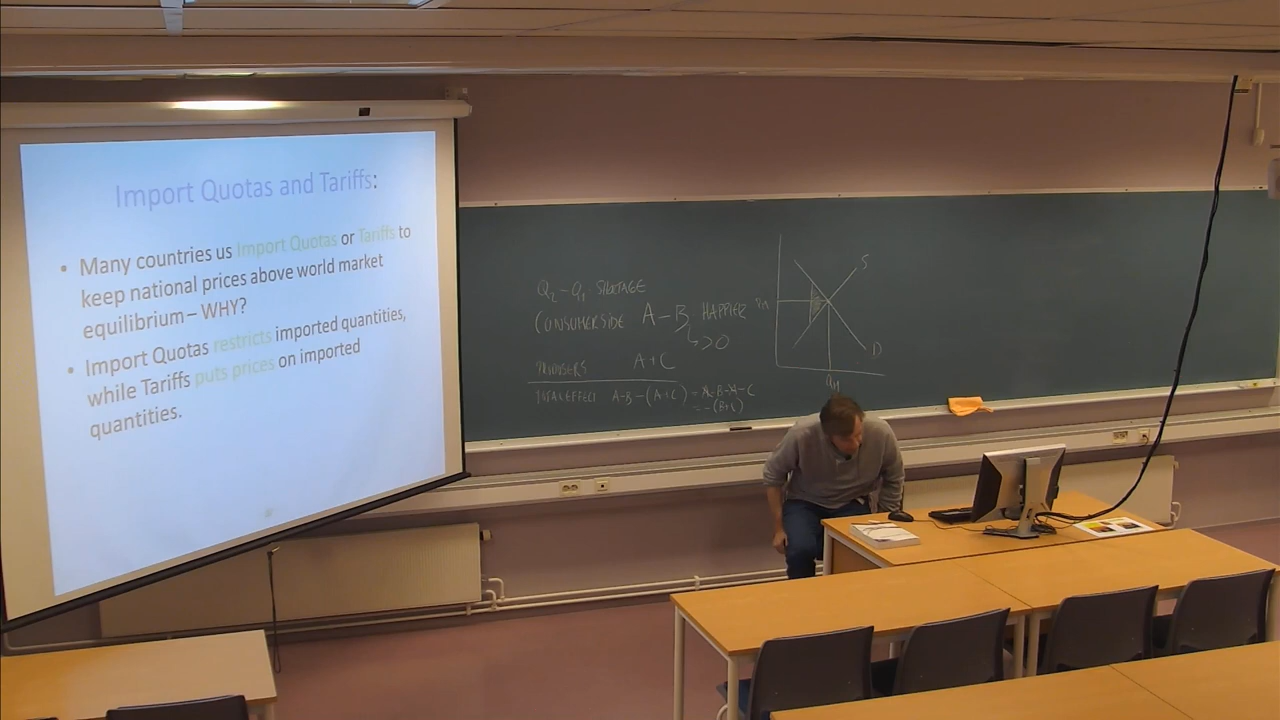 Import Quotas and Tariffs:
• Many countries us Import Quotas or Tariffs to
keep national prices above world market
equilibrium – WHY?
• Import Quotas restricts imported quantities,
while Tariffs puts prices on imported
quantities.
Q2 - Q1 SHORTAGE
CONSUMERSIDE A-B HAPPIER
>0
PRODUCERS A+C
TOTAL EFFECT A-B-(A+C) = A-B-A-C
= -(B+C)
S
D